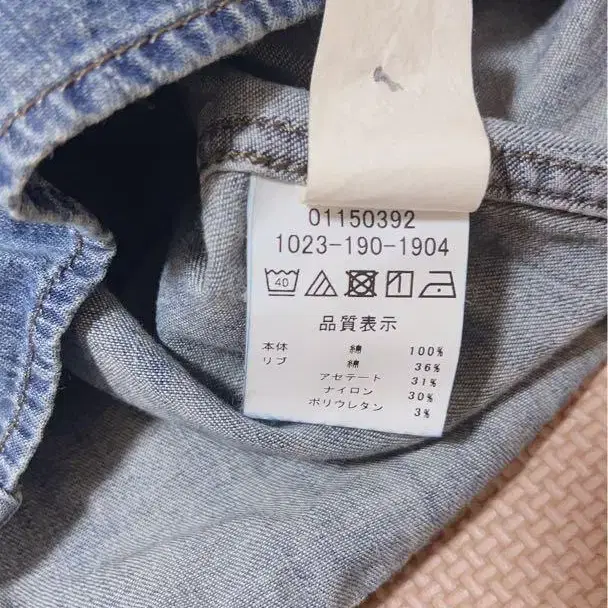 01150392
1023-190-1904
40
品質表示
本体 綿 100%
リブ 綿 36%
アセテート 31%
ナイロン 30%
ポリウレタン 3%